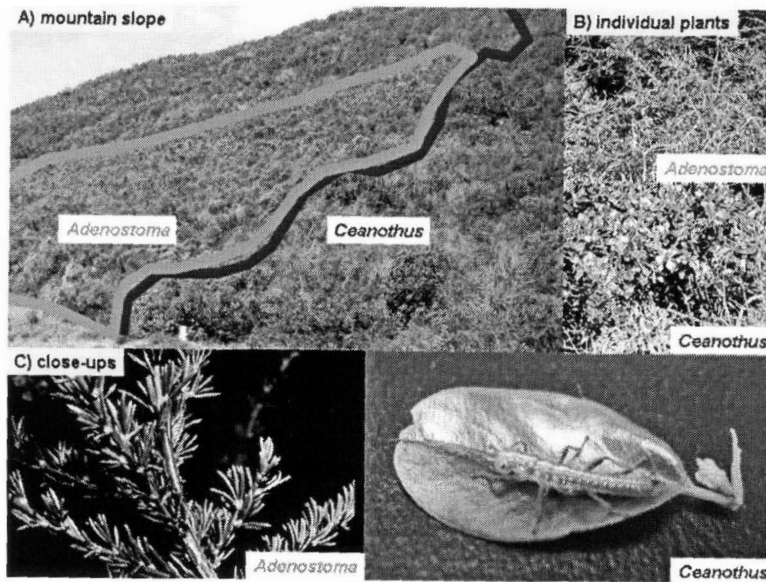 A) mountain slope
B) individual plants
Adenostoma
Adenostoma
Ceanothus
Ceanothus
C) close-ups
Adenostoma
Ceanothus